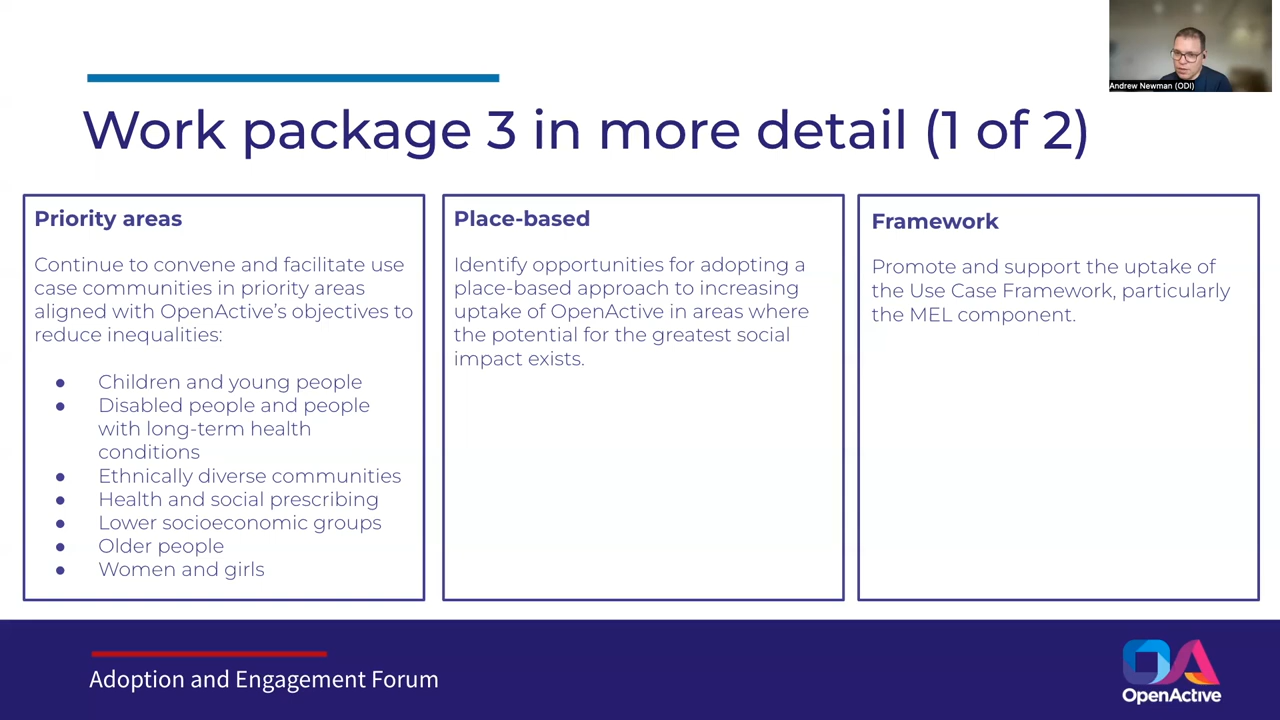 Andrew Newman (ODI)
Work package 3 in more detail (1 of 2)
Priority areas
Continue to convene and facilitate use
case communities in priority areas
aligned with OpenActive's objectives to
reduce inequalities:
● Children and young people
● Disabled people and people
with long-term health
conditions
● Ethnically diverse communities
● Health and social prescribing
● Lower socioeconomic groups
● Older people
● Women and girls
Place-based
Identify opportunities for adopting a
place-based approach to increasing
uptake of OpenActive in areas where
the potential for the greatest social
impact exists.
Framework
Promote and support the uptake of
the Use Case Framework, particularly
the MEL component.
Adoption and Engagement Forum
OA
OpenActive